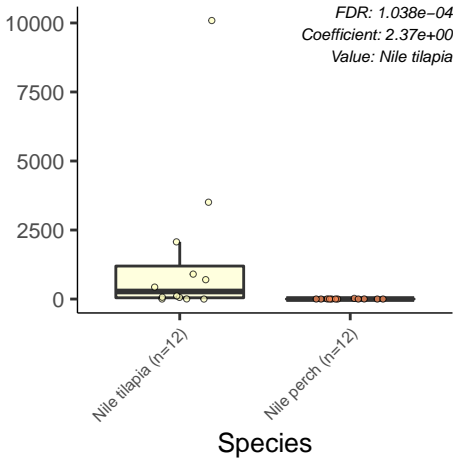 FDR: 1.038e−04
Coefficient: 2.37e+00
Value: Nile tilapia
10000
7500
5000
2500
0
Nile tilapia (n=12)
Nile perch (n=12)
Species